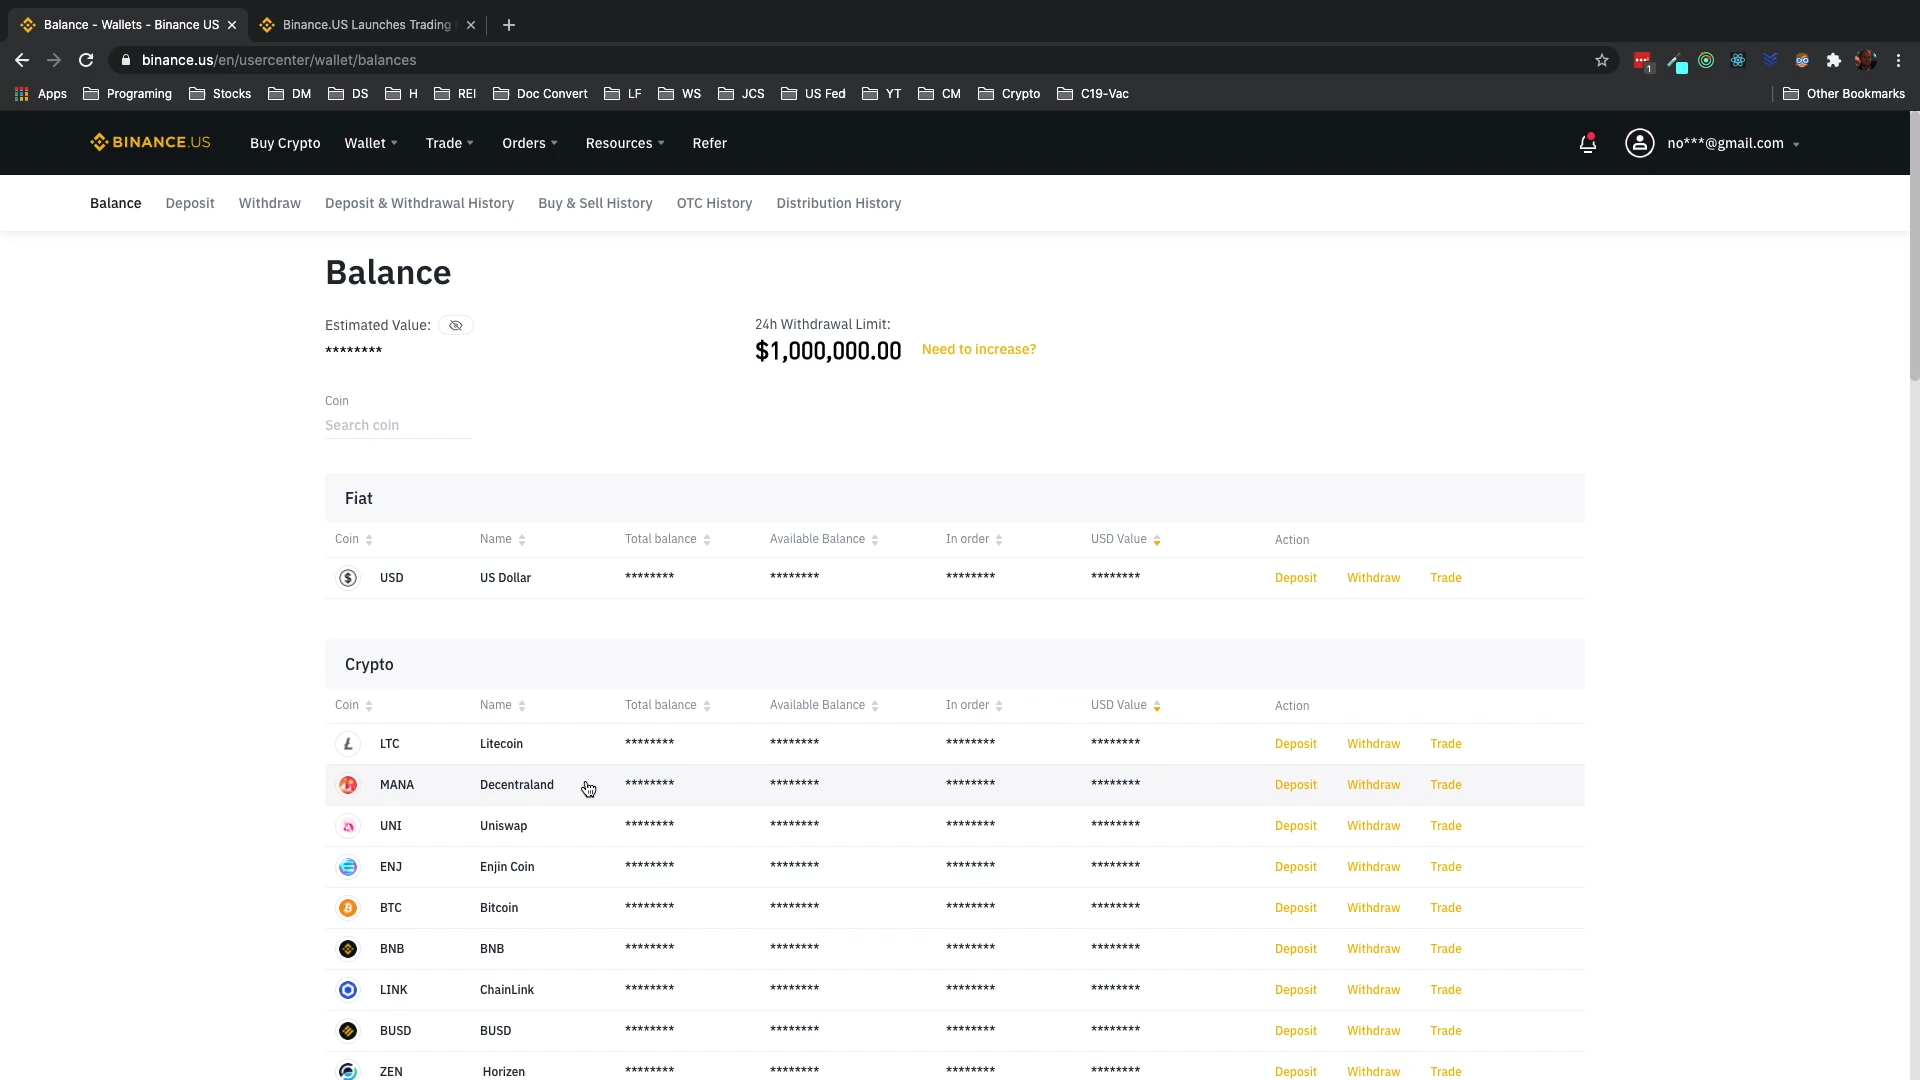 Balance - Wallets - Binance US
Binance.US Launches Trading
binance.us/en/usercenter/wallet/balances
1
Apps Programing Stocks DM DS H REI Doc Convert LF WS JCS US Fed YT CM Crypto C19-Vac Other Bookmarks
BINANCE.US Buy Crypto Wallet Trade Orders Resources Refer no***@gmail.com
Balance Deposit Withdraw Deposit & Withdrawal History Buy & Sell History OTC History Distribution History
Balance
Estimated Value: 24h Withdrawal Limit:
******** $1,000,000.00 Need to increase?
Coin
Search coin
Fiat
Coin Name Total balance Available Balance In order USD Value Action
USD US Dollar ******** ******** ******** ******** Deposit Withdraw Trade
Crypto
Coin Name Total balance Available Balance In order USD Value Action
LTC Litecoin ******** ******** ******** ******** Deposit Withdraw Trade
MANA Decentraland ******** ******** ******** ******** Deposit Withdraw Trade
UNI Uniswap ******** ******** ******** ******** Deposit Withdraw Trade
ENJ Enjin Coin ******** ******** ******** ******** Deposit Withdraw Trade
BTC Bitcoin ******** ******** ******** ******** Deposit Withdraw Trade
BNB BNB ******** ******** ******** ******** Deposit Withdraw Trade
LINK ChainLink ******** ******** ******** ******** Deposit Withdraw Trade
BUSD BUSD ******** ******** ******** ******** Deposit Withdraw Trade
ZEN Horizen ******** ******** ******** ******** Deposit Withdraw Trade